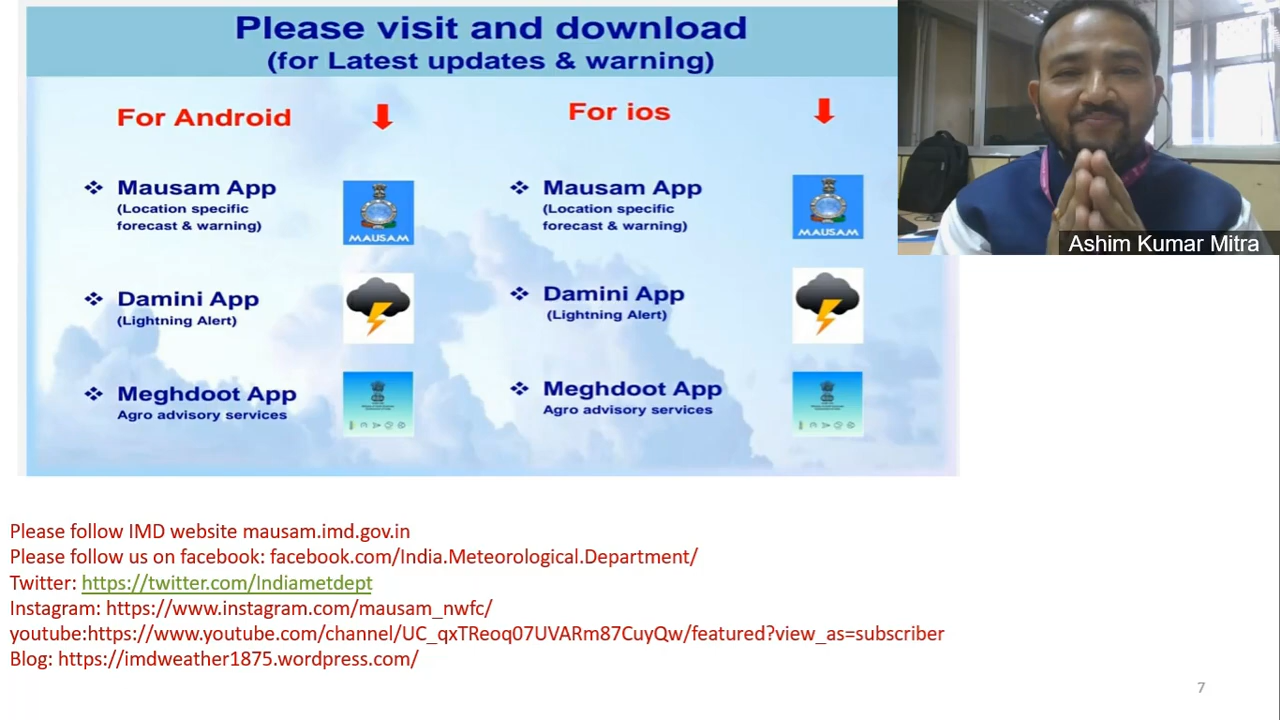 Please visit and download
(for Latest updates & warning)
For Android
For ios
Mausam App
(Location specific
forecast & warning)
MAUSAM
Mausam App
(Location specific
forecast & warning)
MAUSAM
Damini App
(Lightning Alert)
Damini App
(Lightning Alert)
Meghdoot App
Agro advisory services
Meghdoot App
Agro advisory services
Ashim Kumar Mitra
Please follow IMD website mausam.imd.gov.in
Please follow us on facebook: facebook.com/India.Meteorological.Department/
Twitter: https://twitter.com/Indiametdept
Instagram: https://www.instagram.com/mausam_nwfc/
youtube:https://www.youtube.com/channel/UC_qxTReoq07UVARm87CuyQw/featured?view_as=subscriber
Blog: https://imdweather1875.wordpress.com/
7